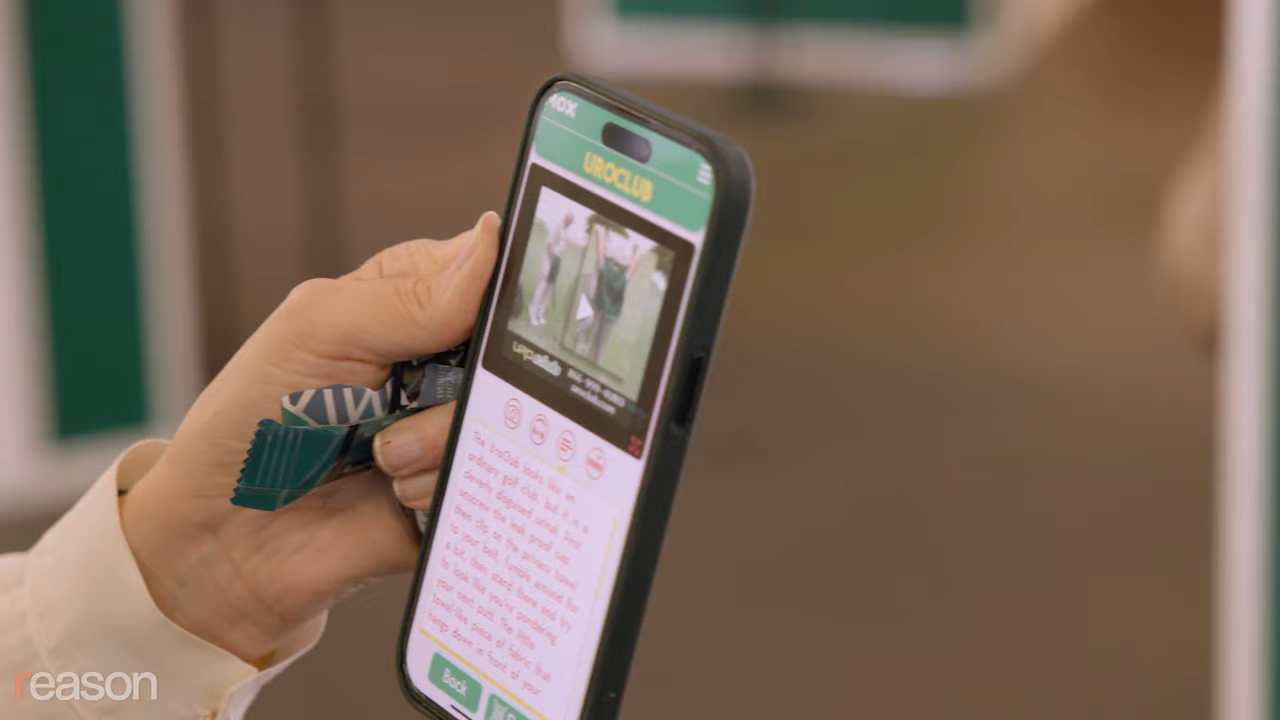 MOX
UROCLUB
uroclub
The UroClub looks like an
ordinary golf club, but it is a
cleverly disguised urinal. First
unscrew the leak proof cap,
then clip on the privacy towel
to your belt. Fumble around for
a bit, then stand there and try
to look like you're pondering
your next putt. The little
towel-like piece of fabric that
hangs down in front of your
Back
reason